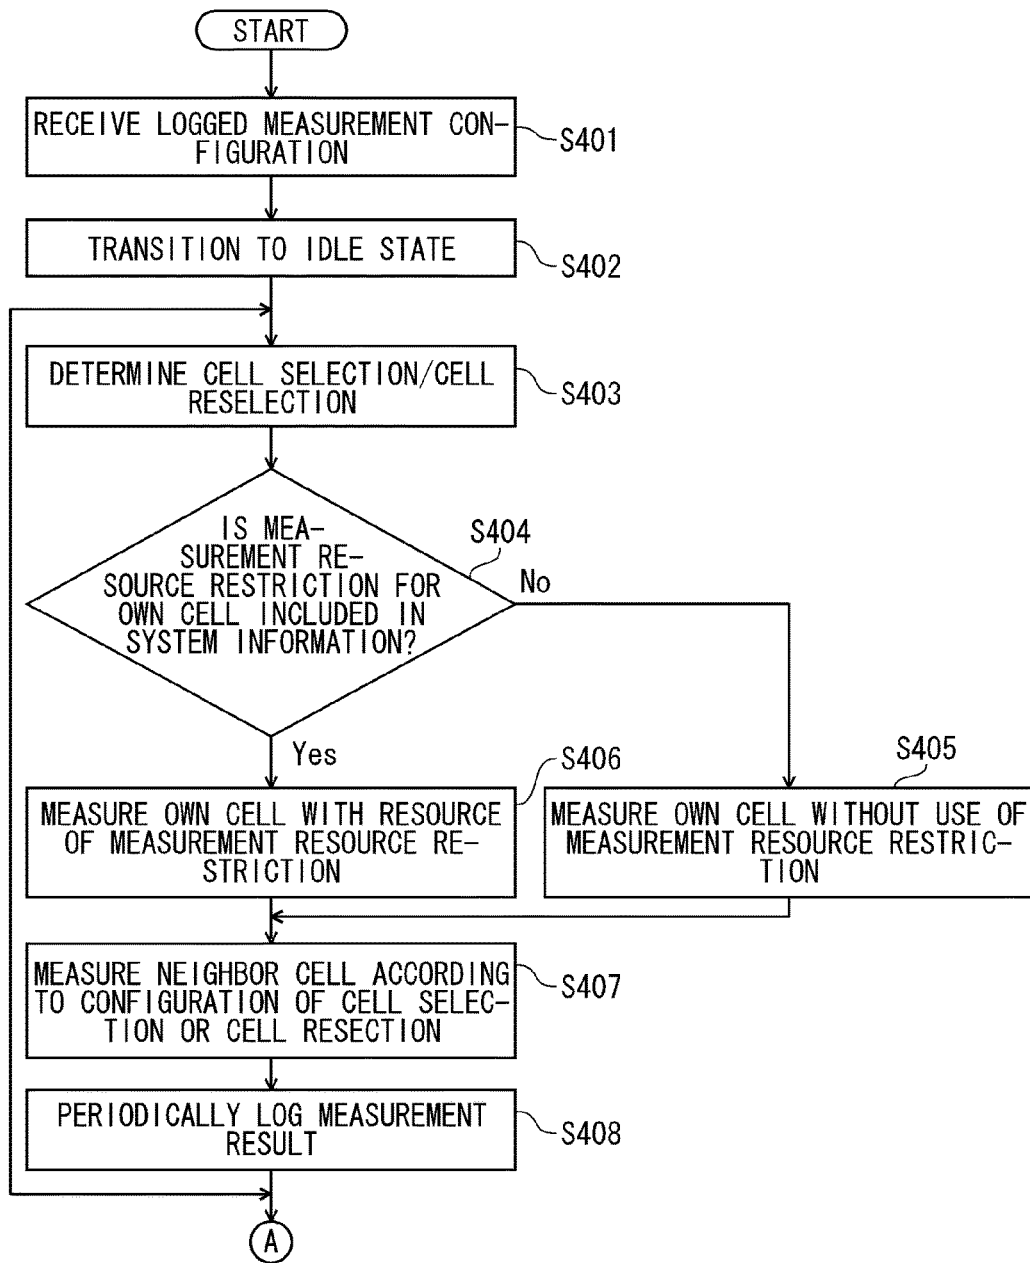 START
RECEIVE LOGGED MEASUREMENT CON-
FIGURATION
S401
TRANSITION TO IDLE STATE
S402
DETERMINE CELL SELECTION/CELL
RESELECTION
S403
IS MEA-
SUREMENT RE-
SOURCE RESTRICTION FOR
OWN CELL INCLUDED IN
SYSTEM INFORMATION?
S404
No
Yes
S406
MEASURE OWN CELL WITH RESOURCE
OF MEASUREMENT RESOURCE RE-
STRICTION
S405
MEASURE OWN CELL WITHOUT USE OF
MEASUREMENT RESOURCE RESTRIC-
TION
MEASURE NEIGHBOR CELL ACCORDING
TO CONFIGURATION OF CELL SELEC-
TION OR CELL RESECTION
S407
PERIODICALLY LOG MEASUREMENT
RESULT
S408
A